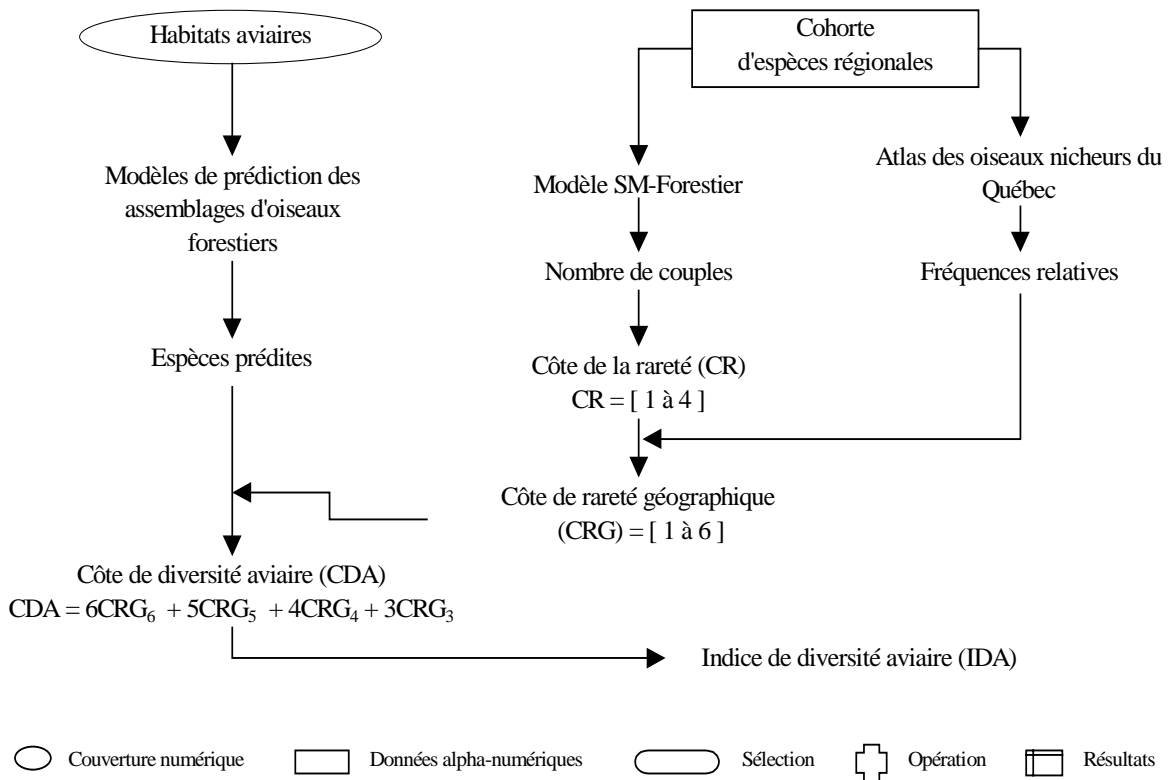 Habitats aviaires
Modèles de prédiction des
assemblages d'oiseaux
forestiers
Espèces prédites
Cohorte
d'espèces régionales
Modèle SM-Forestier
Nombre de couples
Côte de la rareté (CR)
CR = [ 1 à 4 ]
Atlas des oiseaux nicheurs du
Québec
Fréquences relatives
Côte de rareté géographique
(CRG) = [ 1 à 6 ]
Côte de diversité aviaire (CDA)
CDA = 6CRG₆ + 5CRG₅ + 4CRG₄ + 3CRG₃
Indice de diversité aviaire (IDA)
Couverture numérique
Données alpha-numériques
Sélection
Opération
Résultats